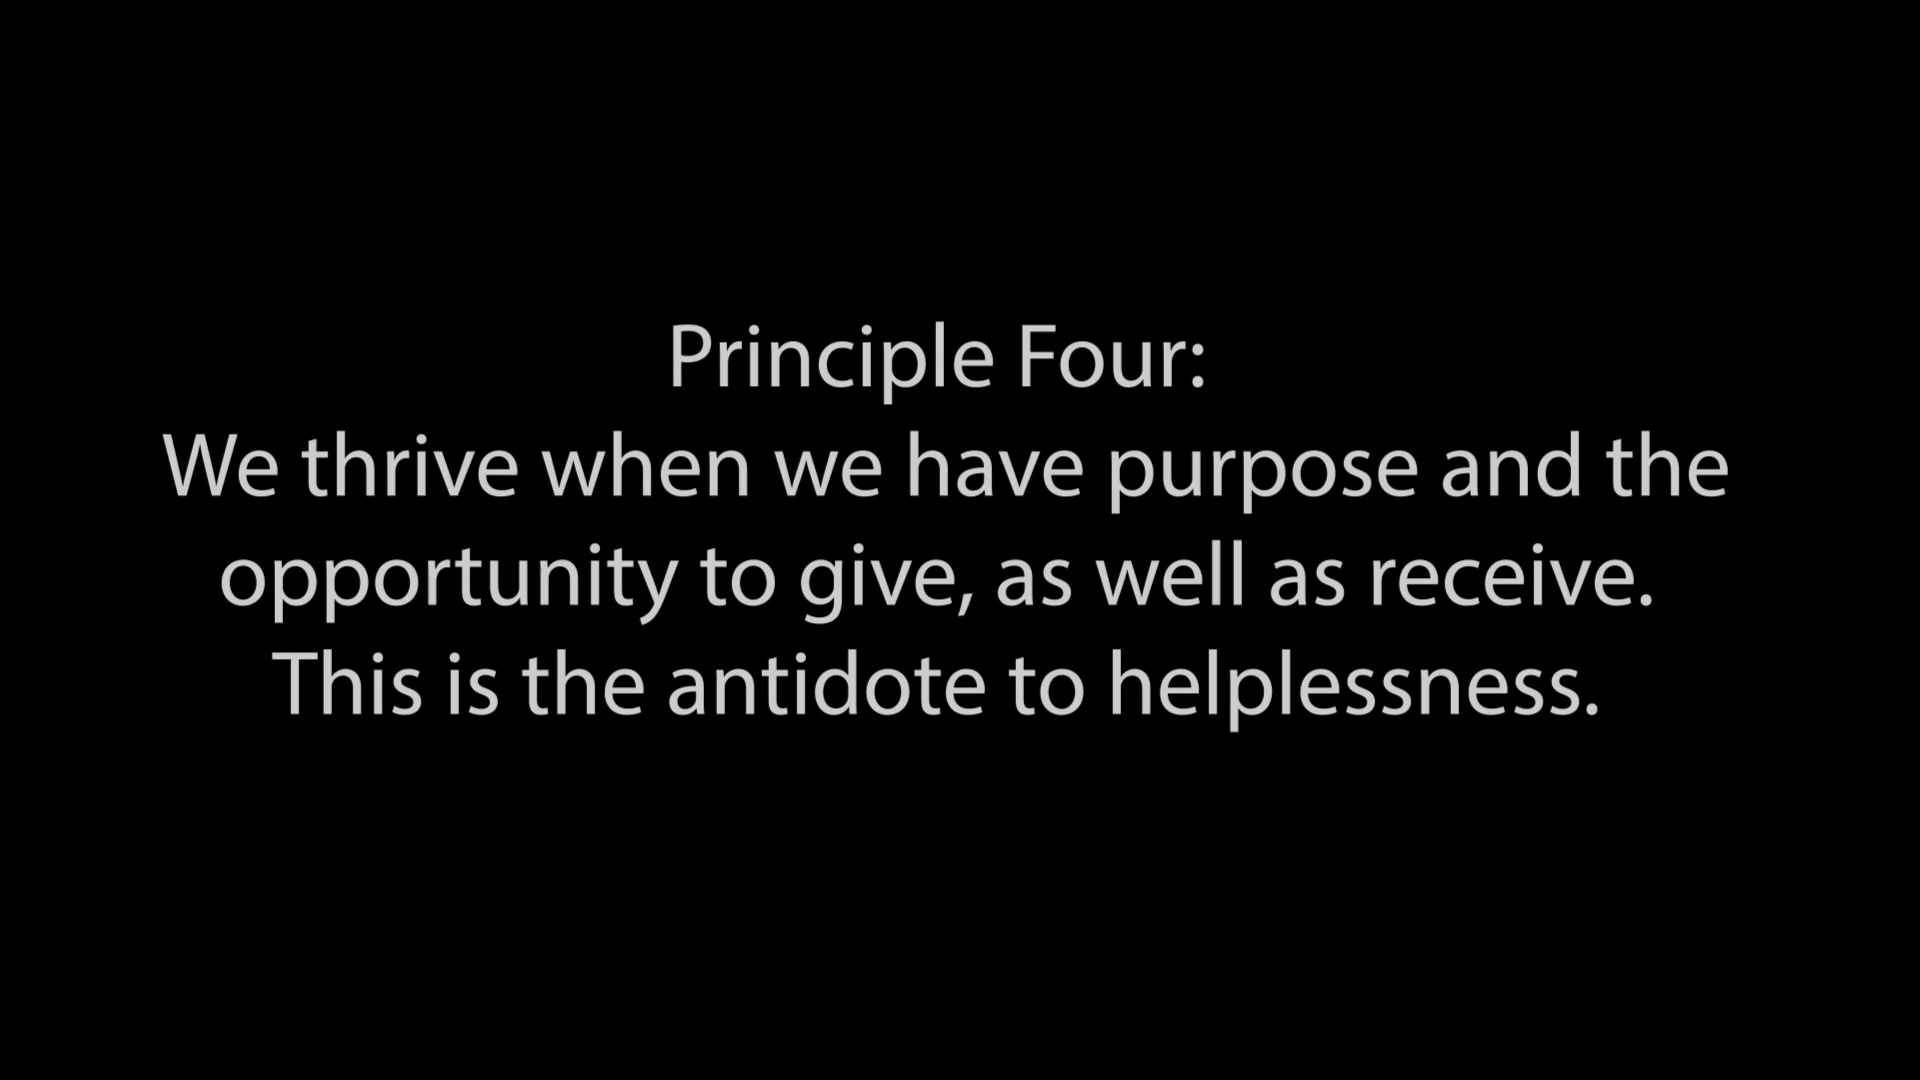 Principle Four:
We thrive when we have purpose and the
opportunity to give, as well as receive.
This is the antidote to helplessness.